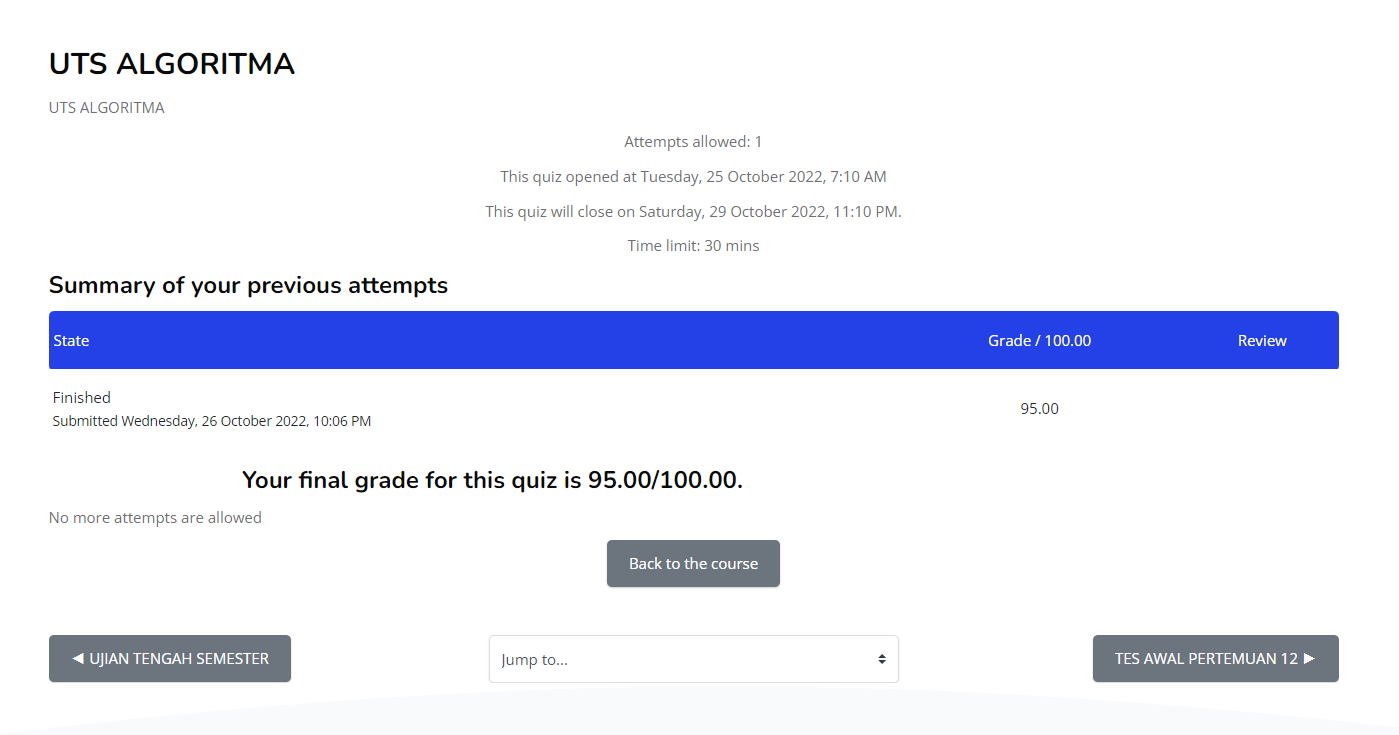 UTS ALGORITMA
UTS ALGORITMA
Attempts allowed: 1
This quiz opened at Tuesday, 25 October 2022, 7:10 AM
This quiz will close on Saturday, 29 October 2022, 11:10 PM.
Time limit: 30 mins
Summary of your previous attempts
State Grade / 100.00 Review
Finished
Submitted Wednesday, 26 October 2022, 10:06 PM
95.00
Your final grade for this quiz is 95.00/100.00.
No more attempts are allowed
Back to the course
◀ UJIAN TENGAH SEMESTER
Jump to...
TES AWAL PERTEMUAN 12 ▶